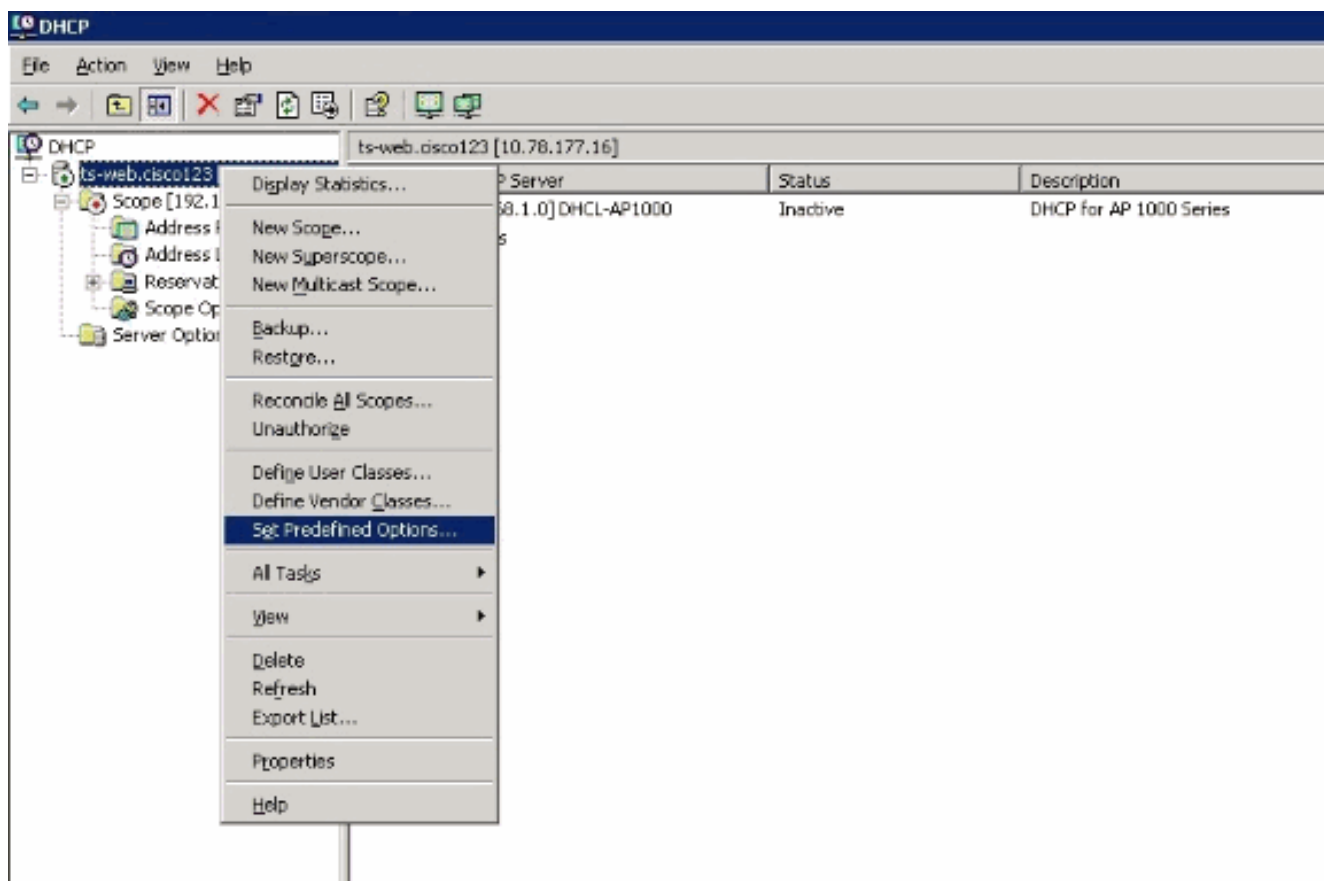 DHCP
File Action View Help
DHCP
ts-web.cisco123 [10.78.177.16]
ts-web.cisco123
Server Status Description
Scope [192.1
68.1.0] DHCL-AP1000 Inactive DHCP for AP 1000 Series
Address
Address
Reservat
Scope Op
Server Option
s
Display Statistics...
New Scope...
New Superscope...
New Multicast Scope...
Backup...
Restore...
Reconcile All Scopes...
Unauthorize
Define User Classes...
Define Vendor Classes...
Set Predefined Options...
All Tasks
View
Delete
Refresh
Export List...
Properties
Help